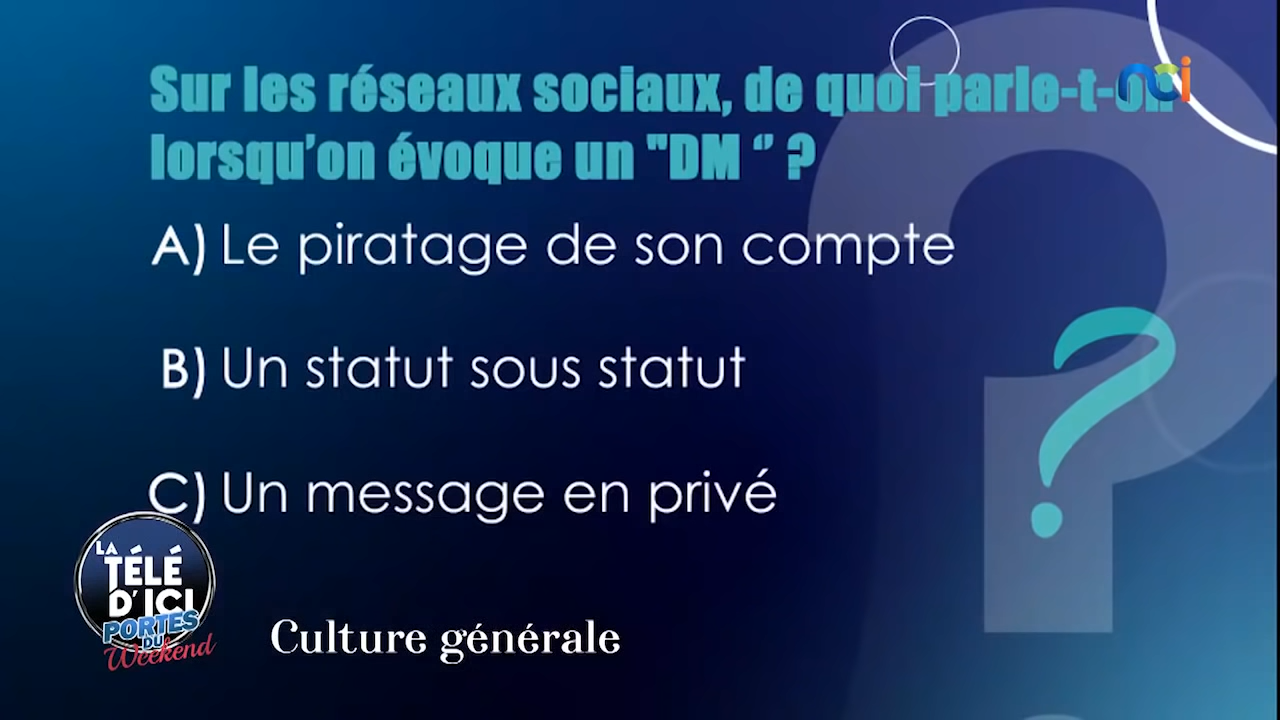 Sur les réseaux sociaux, de quoi parle-t-on
lorsqu’on évoque un "DM ‘’ ?
A) Le piratage de son compte
B) Un statut sous statut
C) Un message en privé
nci
LA
TÉLÉ
D'ICI
PORTES
DU
Weekend
Culture générale